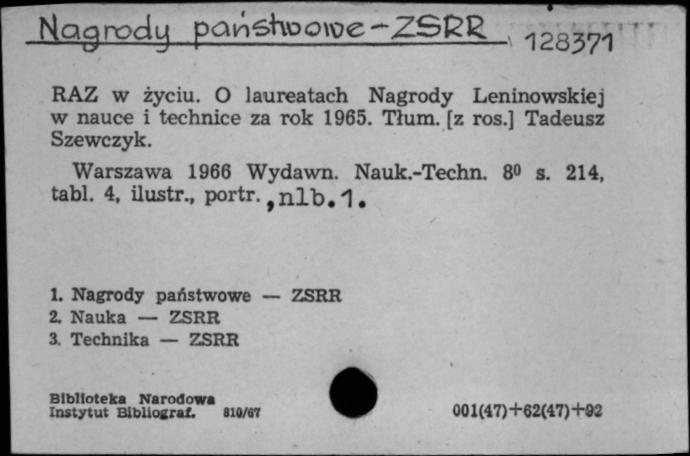 Nagrody państwowe - ZSRR
128371
RAZ w życiu. O laureatach Nagrody Leninowskiej
w nauce i technice za rok 1965. Tłum. [z ros.] Tadeusz
Szewczyk.
Warszawa 1966 Wydawn. Nauk.-Techn. 8⁰ s. 214,
tabl. 4, ilustr., portr., nlb. 1.
1. Nagrody państwowe — ZSRR
2. Nauka — ZSRR
3. Technika — ZSRR
Biblioteka Narodowa
Instytut Bibliograf. 810/67
001(47)+62(47)+92